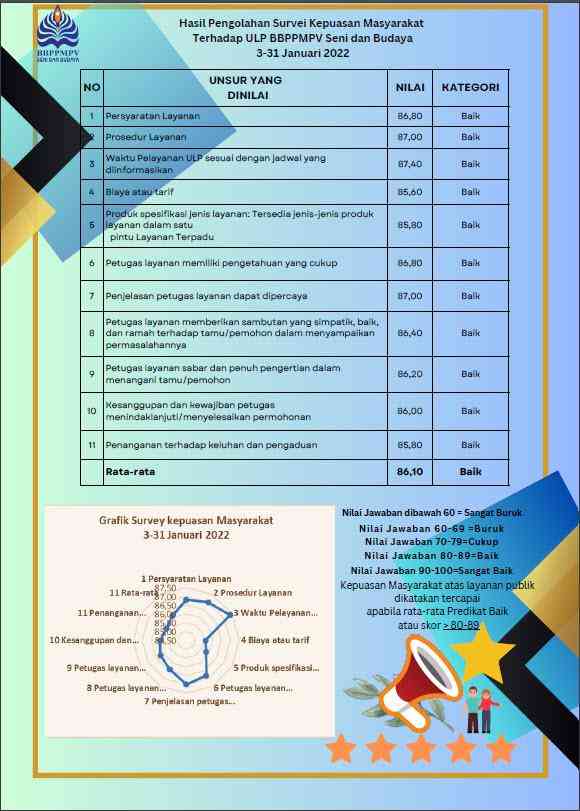 BBPPMPV
SENI DAN BUDAYA
Hasil Pengolahan Survei Kepuasan Masyarakat
Terhadap ULP BBPPMPV Seni dan Budaya
3-31 Januari 2022
NO UNSUR YANG DINILAI NILAI KATEGORI
1 Persyaratan Layanan 86,80 Baik
2 Prosedur Layanan 87,00 Baik
3 Waktu Pelayanan ULP sesuai dengan jadwal yang
diinformasikan 87,40 Baik
4 Biaya atau tarif 85,60 Baik
5 Produk spesifikasi jenis layanan: Tersedia jenis-jenis produk
layanan dalam satu
pintu Layanan Terpadu 85,80 Baik
6 Petugas layanan memiliki pengetahuan yang cukup 86,80 Baik
7 Penjelasan petugas layanan dapat dipercaya 87,00 Baik
8 Petugas layanan memberikan sambutan yang simpatik, baik,
dan ramah terhadap tamu/pemohon dalam menyampaikan
permasalahannya 86,40 Baik
9 Petugas layanan sabar dan penuh pengertian dalam
menangani tamu/pemohon 86,20 Baik
10 Kesanggupan dan kewajiban petugas
menindaklanjuti/menyelesaikan permohonan 86,00 Baik
11 Penanganan terhadap keluhan dan pengaduan 85,80 Baik
Rata-rata 86,10 Baik
Grafik Survey kepuasan Masyarakat
3-31 Januari 2022
1 Persyaratan Layanan
2 Prosedur Layanan
3 Waktu Pelayanan...
4 Biaya atau tarif
5 Produk spesifikasi...
6 Petugas layanan...
7 Penjelasan petugas...
8 Petugas layanan...
9 Petugas layanan...
10 Kesanggupan dan...
11 Penanganan...
11 Rata-rata
87,50
87,00
86,50
86,00
85,50
85,00
84,50
Nilai Jawaban dibawah 60 = Sangat Buruk
Nilai Jawaban 60-69 =Buruk
Nilai Jawaban 70-79=Cukup
Nilai Jawaban 80-89=Baik
Nilai Jawaban 90-100=Sangat Baik
Kepuasan Masyarakat atas layanan publik
dikatakan tercapai
apabila rata-rata Predikat Baik
atau skor > 80-89